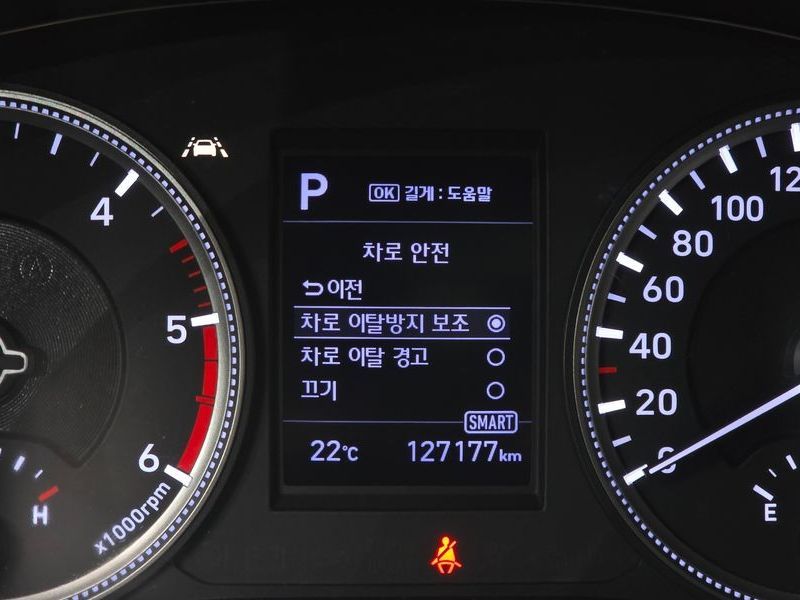 P
OK 길게 : 도움말
차로 안전
이전
차로 이탈방지 보조
차로 이탈 경고
끄기
SMART
22°C 127177km
4
5
6
x1000rpm
H
0
20
40
60
80
100
12
E